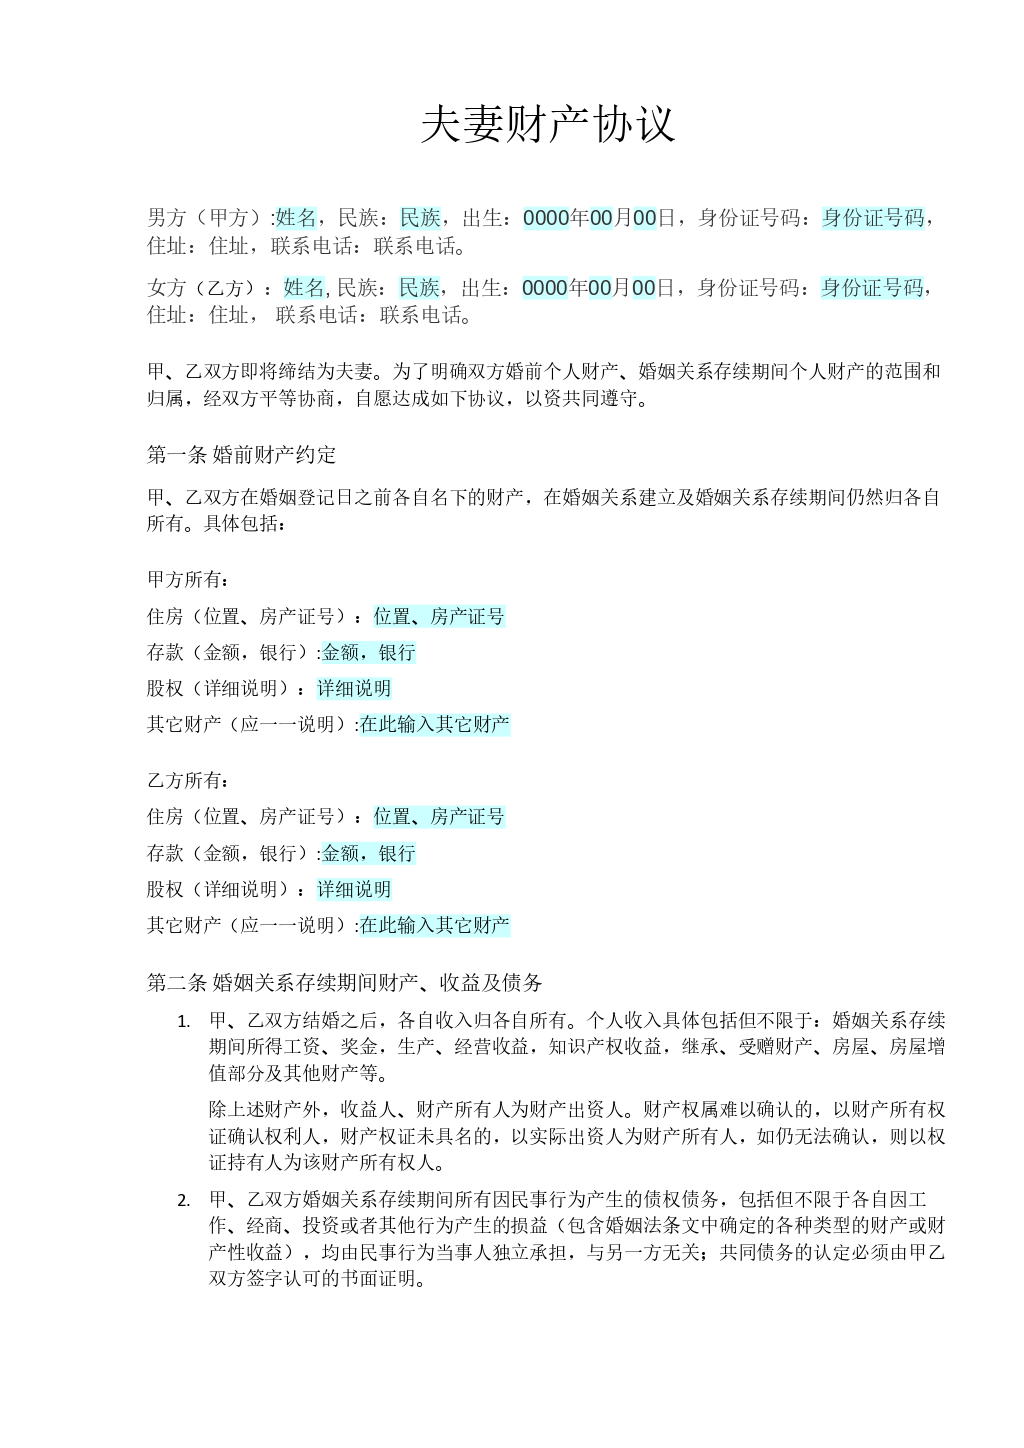 夫妻财产协议
男方（甲方）:姓名，民族：民族，出生：0000年00月00日，身份证号码：身份证号码，
住址：住址，联系电话：联系电话。
女方（乙方）：姓名, 民族：民族，出生：0000年00月00日，身份证号码：身份证号码，
住址：住址， 联系电话：联系电话。
甲、乙双方即将缔结为夫妻。为了明确双方婚前个人财产、婚姻关系存续期间个人财产的范围和
归属，经双方平等协商，自愿达成如下协议，以资共同遵守。
第一条 婚前财产约定
甲、乙双方在婚姻登记日之前各自名下的财产，在婚姻关系建立及婚姻关系存续期间仍然归各自
所有。具体包括：
甲方所有：
住房（位置、房产证号）：位置、房产证号
存款（金额，银行）:金额，银行
股权（详细说明）：详细说明
其它财产（应一一说明）:在此输入其它财产
乙方所有：
住房（位置、房产证号）：位置、房产证号
存款（金额，银行）:金额，银行
股权（详细说明）：详细说明
其它财产（应一一说明）:在此输入其它财产
第二条 婚姻关系存续期间财产、收益及债务
1. 甲、乙双方结婚之后，各自收入归各自所有。个人收入具体包括但不限于：婚姻关系存续
期间所得工资、奖金，生产、经营收益，知识产权收益，继承、受赠财产、房屋、房屋增
值部分及其他财产等。
除上述财产外，收益人、财产所有人为财产出资人。财产权属难以确认的，以财产所有权
证确认权利人，财产权证未具名的，以实际出资人为财产所有人，如仍无法确认，则以权
证持有人为该财产所有权人。
2. 甲、乙双方婚姻关系存续期间所有因民事行为产生的债权债务，包括但不限于各自因工
作、经商、投资或者其他行为产生的损益（包含婚姻法条文中确定的各种类型的财产或财
产性收益），均由民事行为当事人独立承担，与另一方无关；共同债务的认定必须由甲乙
双方签字认可的书面证明。